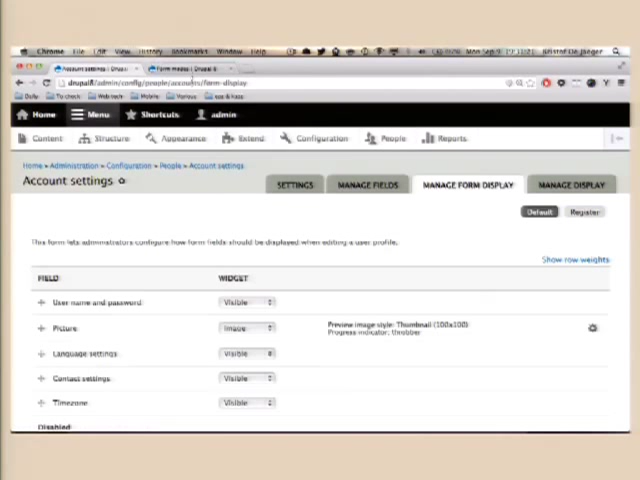 Chrome File Edit View History Bookmarks Window Help
Account settings | Drupal Form modes | Drupal 8
drupal8/admin/config/people/accounts/form-display
Daily To check Web tech Mobile Various
Home Menu Shortcuts admin
Content Structure Appearance Extend Configuration People Reports
Home » Administration » Configuration » People » Account settings
Account settings
SETTINGS MANAGE FIELDS MANAGE FORM DISPLAY MANAGE DISPLAY
Default Register
This form lets administrators configure how form fields should be displayed when editing a user profile.
Show row weights
FIELD WIDGET
User name and password Visible
Picture Image Preview image style: Thumbnail (100x100)
Progress indicator: throbber
Language settings Visible
Contact settings Visible
Timezone Visible
Disabled